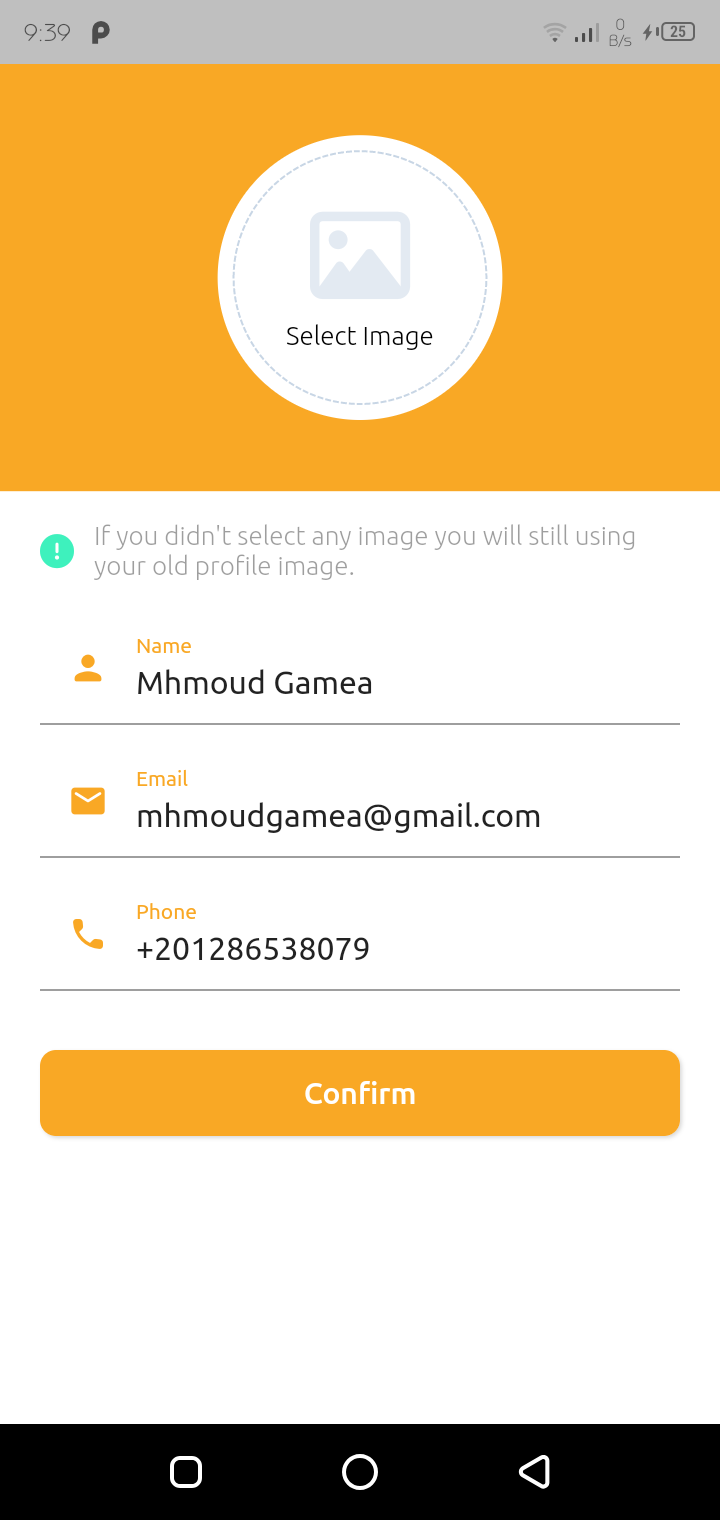 9:39
0
B/s
25
Select Image
If you didn't select any image you will still using
your old profile image.
Name
Mhmoud Gamea
Email
mhmoudgamea@gmail.com
Phone
+201286538079
Confirm